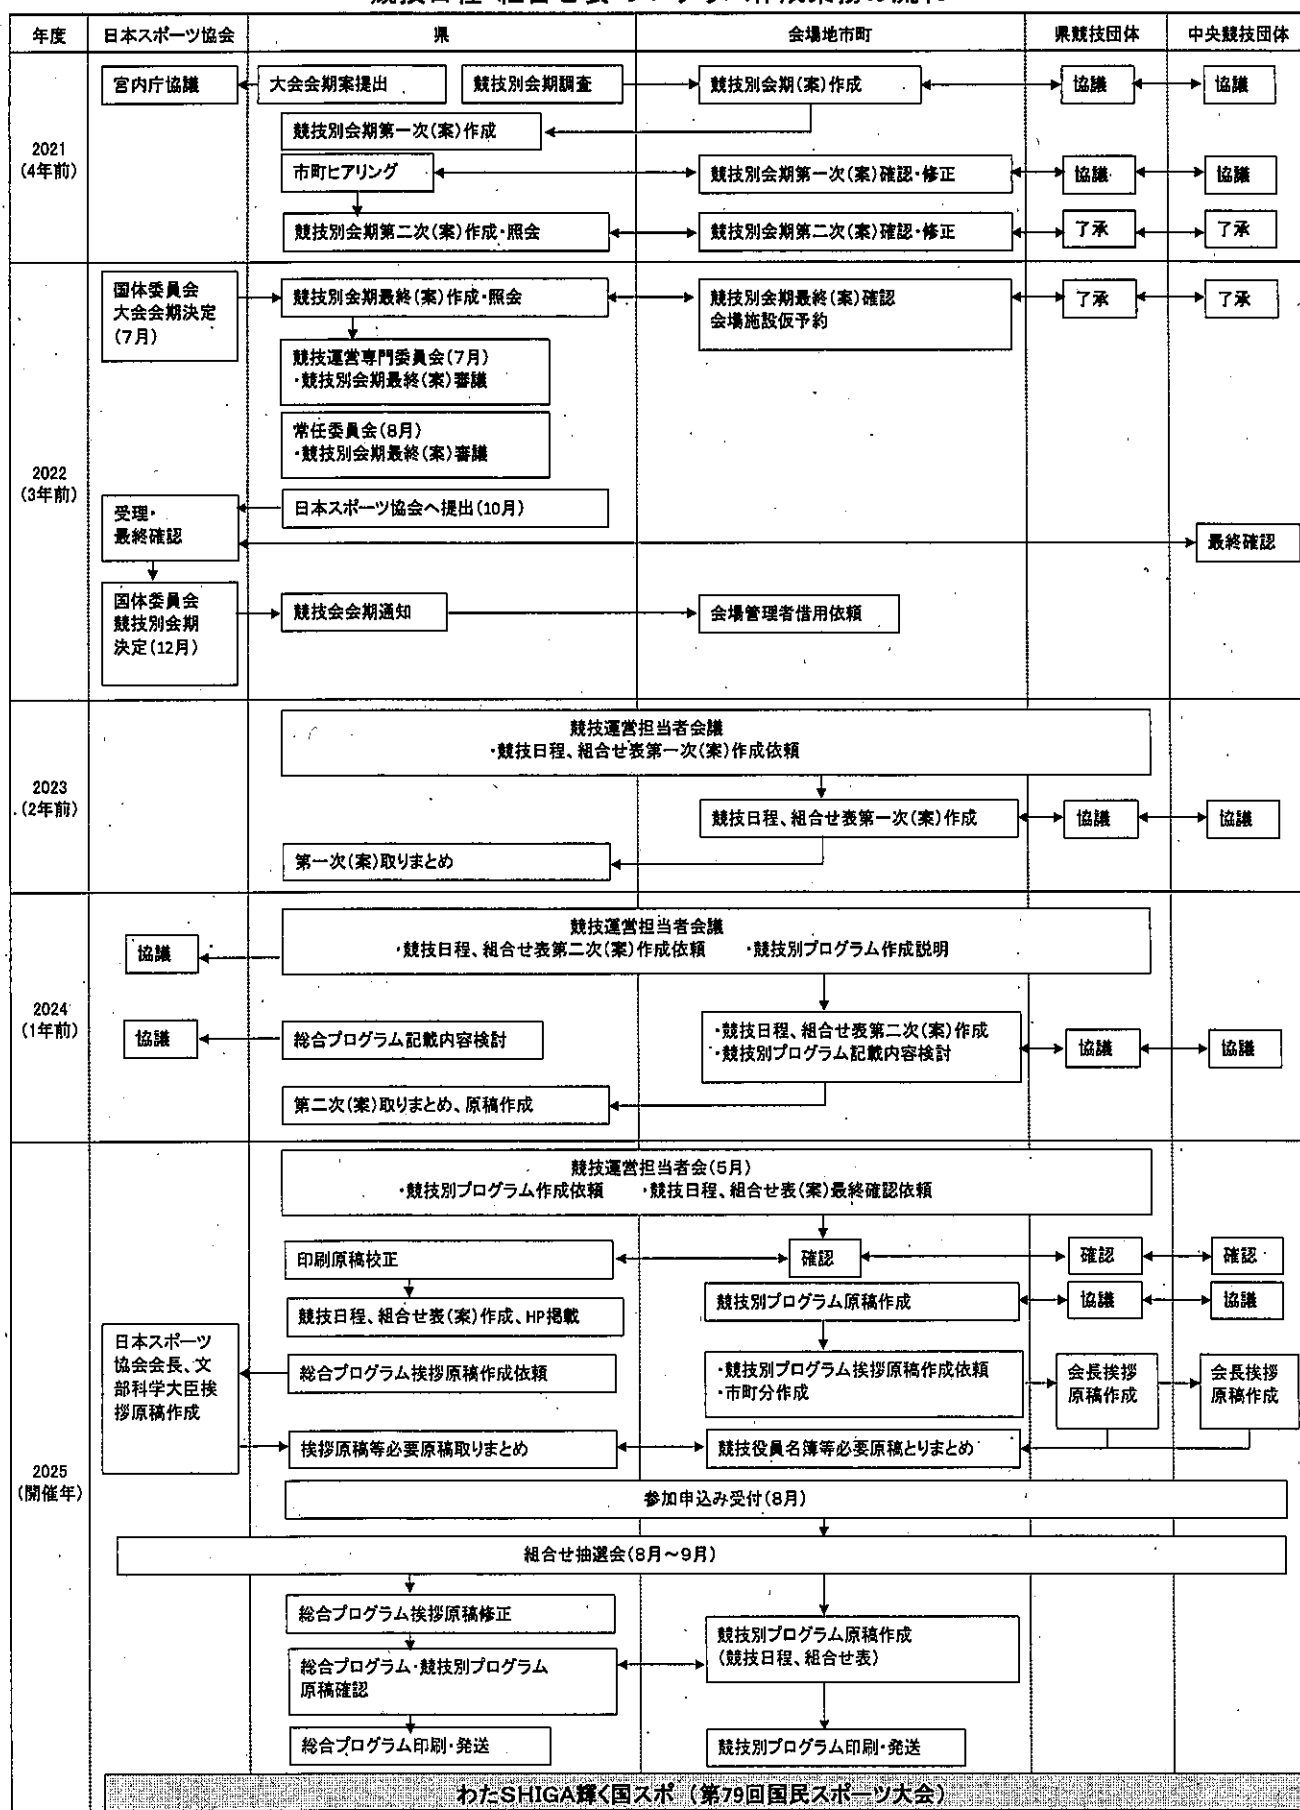 年度
日本スポーツ協会
県
会場地市町
県競技団体
中央競技団体
2021
(4年前)
宮内庁協議
大会会期案提出
競技別会期調査
競技別会期(案)作成
協議
協議
競技別会期第一次(案)作成
市町ヒアリング
競技別会期第一次(案)確認・修正
協議
協議
競技別会期第二次(案)作成・照会
競技別会期第二次(案)確認・修正
了承
了承
2022
(3年前)
国体委員会
大会会期決定
(7月)
競技別会期最終(案)作成・照会
競技別会期最終(案)確認
会場施設仮予約
了承
了承
競技運営専門委員会(7月)
・競技別会期最終(案)審議
常任委員会(8月)
・競技別会期最終(案)審議
受理・
最終確認
日本スポーツ協会へ提出(10月)
最終確認
国体委員会
競技別会期
決定(12月)
競技会会期通知
会場管理者借用依頼
2023
(2年前)
競技運営担当者会議
・競技日程、組合せ表第一次(案)作成依頼
競技日程、組合せ表第一次(案)作成
協議
協議
第一次(案)取りまとめ
2024
(1年前)
協議
競技運営担当者会議
・競技日程、組合せ表第二次(案)作成依頼 ・競技別プログラム作成説明
協議
総合プログラム記載内容検討
・競技日程、組合せ表第二次(案)作成
・競技別プログラム記載内容検討
協議
協議
第二次(案)取りまとめ、原稿作成
2025
(開催年)
競技運営担当者会(5月)
・競技別プログラム作成依頼 ・競技日程、組合せ表(案)最終確認依頼
印刷原稿校正
確認
確認
確認
競技日程、組合せ表(案)作成、HP掲載
競技別プログラム原稿作成
協議
協議
日本スポーツ
協会会長、文
部科学大臣挨
拶原稿作成
総合プログラム挨拶原稿作成依頼
・競技別プログラム挨拶原稿作成依頼
・市町分作成
会長挨拶
原稿作成
会長挨拶
原稿作成
挨拶原稿等必要原稿取りまとめ
競技役員名簿等必要原稿とりまとめ
参加申込み受付(8月)
組合せ抽選会(8月～9月)
総合プログラム挨拶原稿修正
競技別プログラム原稿作成
(競技日程、組合せ表)
総合プログラム・競技別プログラム
原稿確認
総合プログラム印刷・発送
競技別プログラム印刷・発送
わたSHIGA輝く国スポ（第79回国民スポーツ大会）